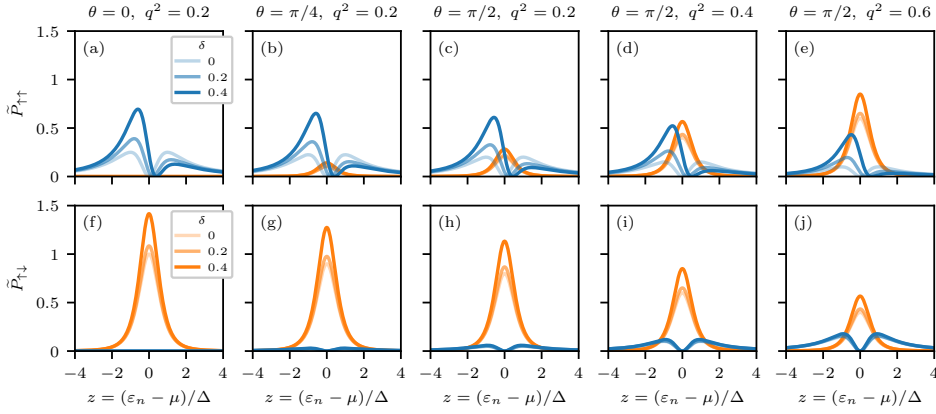 θ = 0, q² = 0.2
θ = π/4, q² = 0.2
θ = π/2, q² = 0.2
θ = π/2, q² = 0.4
θ = π/2, q² = 0.6
1.5
1
0.5
0
P̃↑↑
(a)
δ
0
0.2
0.4
(b)
(c)
(d)
(e)
1.5
1
0.5
0
P̃↑↓
(f)
δ
0
0.2
0.4
(g)
(h)
(i)
(j)
−4 −2 0 2 4
−4 −2 0 2 4
−4 −2 0 2 4
−4 −2 0 2 4
−4 −2 0 2 4
z = (εₙ − μ)/Δ
z = (εₙ − μ)/Δ
z = (εₙ − μ)/Δ
z = (εₙ − μ)/Δ
z = (εₙ − μ)/Δ